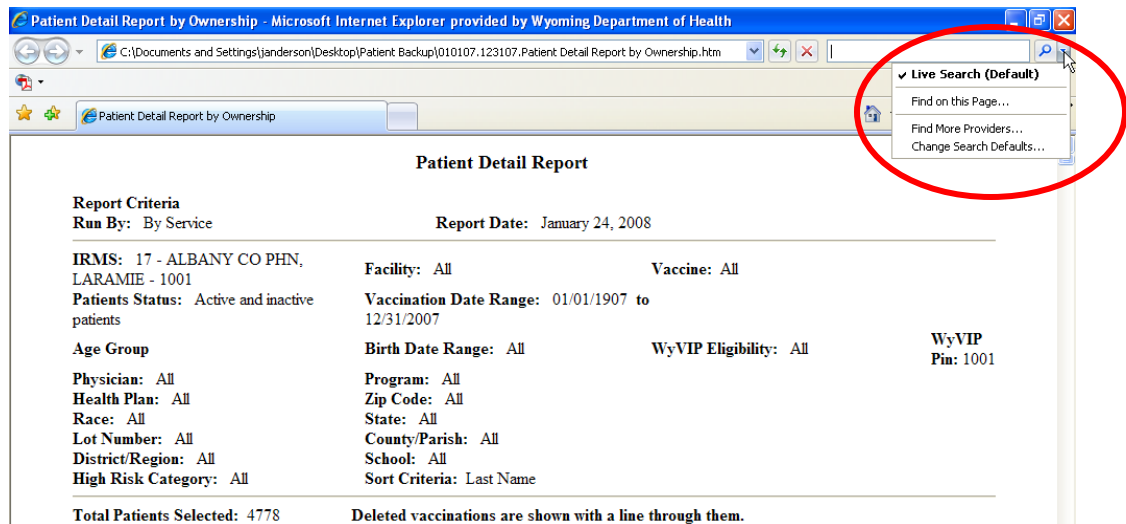 Patient Detail Report by Ownership - Microsoft Internet Explorer provided by Wyoming Department of Health
C:\Documents and Settings\janderson\Desktop\Patient Backup\010107.123107.Patient Detail Report by Ownership.htm
Live Search (Default)
Find on this Page...
Find More Providers...
Change Search Defaults...
Patient Detail Report by Ownership
Patient Detail Report
Report Criteria
Run By: By Service Report Date: January 24, 2008
IRMS: 17 - ALBANY CO PHN,
LARAMIE - 1001
Facility: All Vaccine: All
Patients Status: Active and inactive
patients
Vaccination Date Range: 01/01/1907 to
12/31/2007
Age Group Birth Date Range: All WyVIP Eligibility: All
WyVIP
Pin: 1001
Physician: All Program: All
Health Plan: All Zip Code: All
Race: All State: All
Lot Number: All County/Parish: All
District/Region: All School: All
High Risk Category: All Sort Criteria: Last Name
Total Patients Selected: 4778 Deleted vaccinations are shown with a line through them.